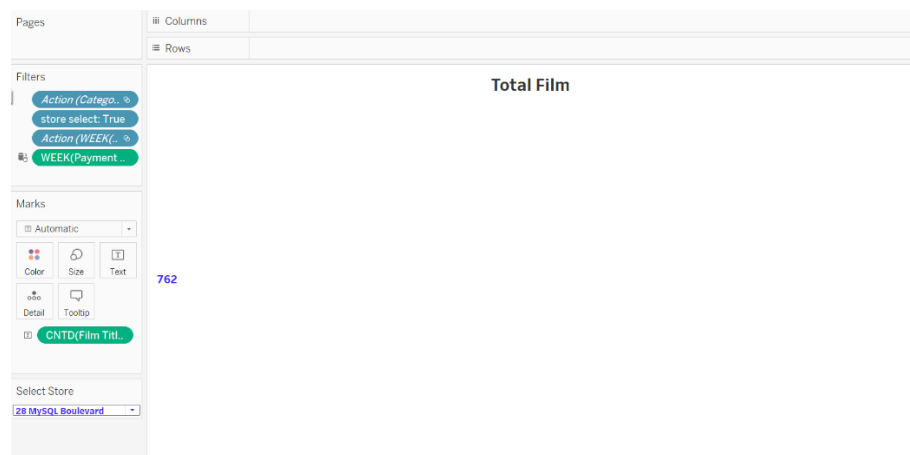 Pages
Columns
Rows
Filters
Action (Catego..
store select: True
Action (WEEK(..
WEEK(Payment ..
Total Film
Marks
Automatic
Color Size Text
Detail Tooltip
CNTD(Film Titl..
762
Select Store
28 MySQL Boulevard